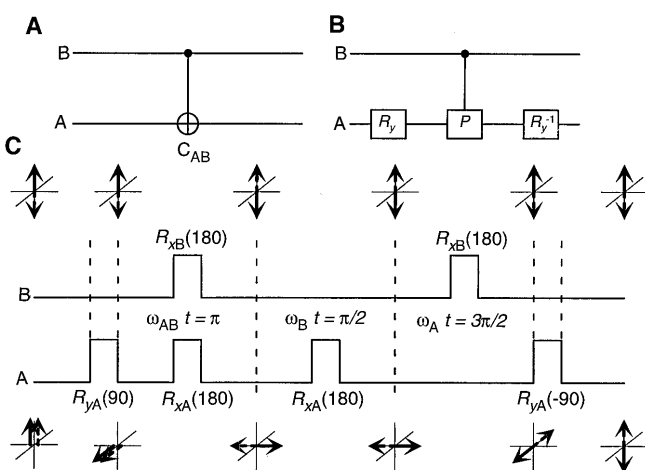 A
B
B
B
A
A
R_y
P
R_y^-1
C_AB
C
R_xB(180)
R_xB(180)
B
ω_AB t = π
ω_B t = π/2
ω_A t = 3π/2
A
R_yA(90)
R_xA(180)
R_xA(180)
R_yA(-90)